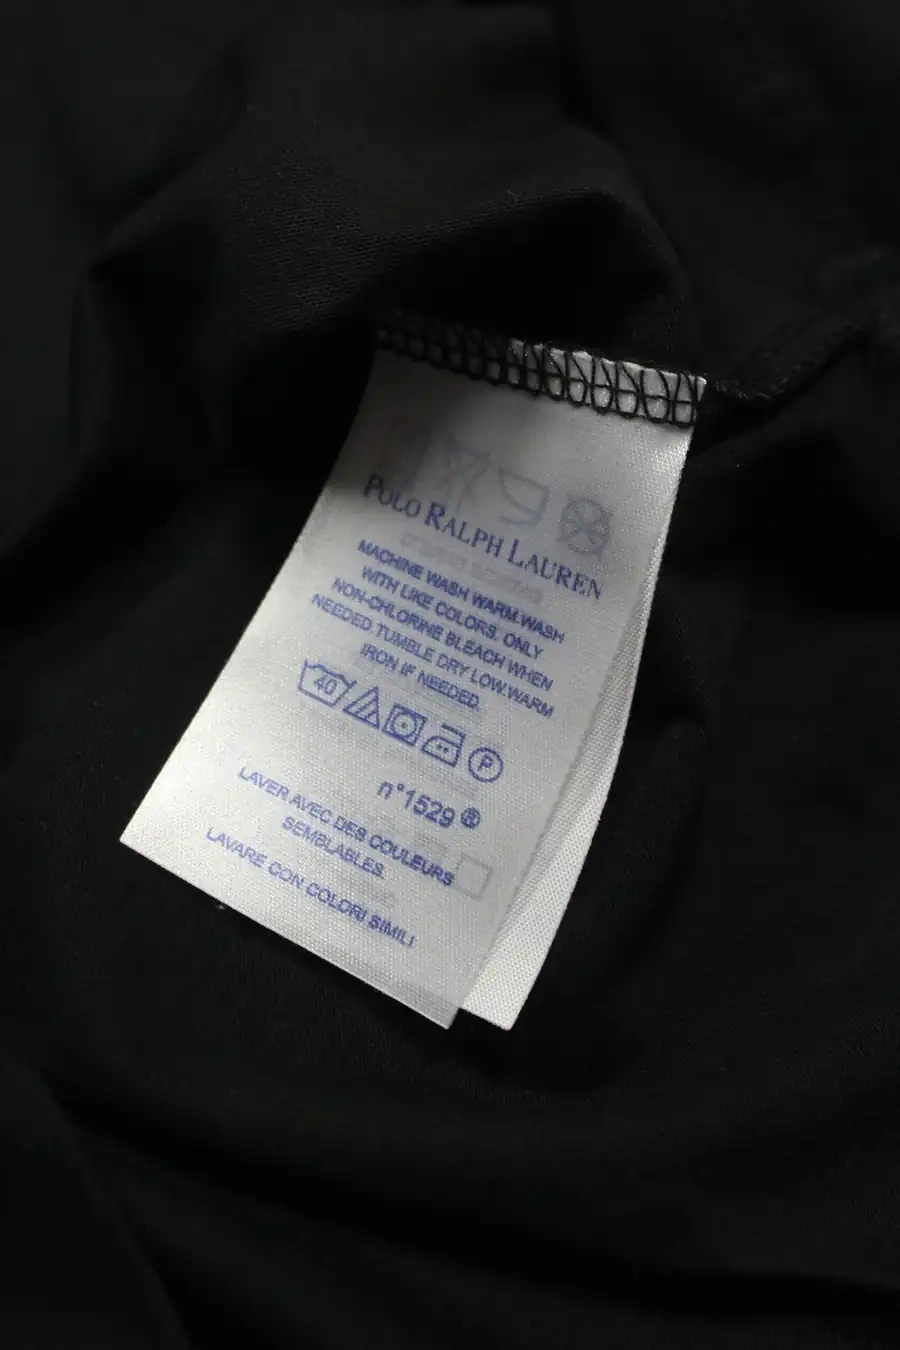 POLO RALPH LAUREN
MACHINE WASH WARM.WASH
WITH LIKE COLORS. ONLY
NON-CHLORINE BLEACH WHEN
NEEDED.TUMBLE DRY LOW.WARM
IRON IF NEEDED.
40 P
n°1529®
LAVER AVEC DES COULEURS
SEMBLABLES.
LAVARE CON COLORI SIMILI